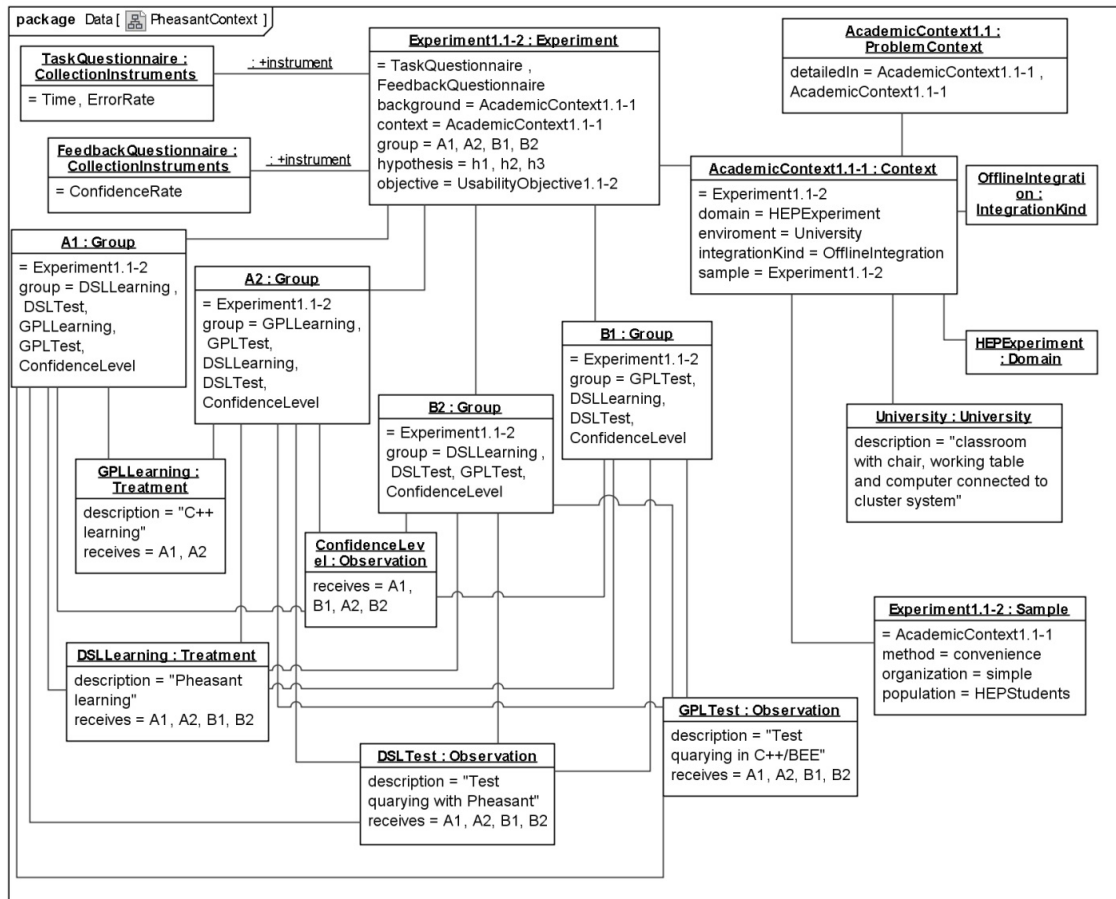 package Data [ PheasantContext ]
TaskQuestionnaire :
CollectionInstruments
= Time, ErrorRate
: +instrument
FeedbackQuestionnaire :
CollectionInstruments
= ConfidenceRate
: +instrument
Experiment1.1-2 : Experiment
= TaskQuestionnaire ,
FeedbackQuestionnaire
background = AcademicContext1.1-1
context = AcademicContext1.1-1
group = A1, A2, B1, B2
hypothesis = h1, h2, h3
objective = UsabilityObjective1.1-2
AcademicContext1.1 :
ProblemContext
detailedIn = AcademicContext1.1-1 ,
AcademicContext1.1-1
AcademicContext1.1-1 : Context
= Experiment1.1-2
domain = HEPExperiment
enviroment = University
integrationKind = OfflineIntegration
sample = Experiment1.1-2
OfflineIntegrati
on :
IntegrationKind
HEPExperiment
: Domain
A1 : Group
= Experiment1.1-2
group = DSLLearning ,
DSLTest,
GPLLearning,
GPLTest,
ConfidenceLevel
A2 : Group
= Experiment1.1-2
group = GPLLearning ,
GPLTest,
DSLLearning,
DSLTest,
ConfidenceLevel
B1 : Group
= Experiment1.1-2
group = GPLTest,
DSLLearning,
DSLTest,
ConfidenceLevel
B2 : Group
= Experiment1.1-2
group = DSLLearning ,
DSLTest, GPLTest,
ConfidenceLevel
University : University
description = "classroom
with chair, working table
and computer connected to
cluster system"
GPLLearning :
Treatment
description = "C++
learning"
receives = A1, A2
ConfidenceLev
el : Observation
receives = A1,
B1, A2, B2
Experiment1.1-2 : Sample
= AcademicContext1.1-1
method = convenience
organization = simple
population = HEPStudents
DSLLearning : Treatment
description = "Pheasant
learning"
receives = A1, A2, B1, B2
GPLTest : Observation
description = "Test
quarying in C++/BEE"
receives = A1, A2, B1, B2
DSLTest : Observation
description = "Test
quarying with Pheasant"
receives = A1, A2, B1, B2